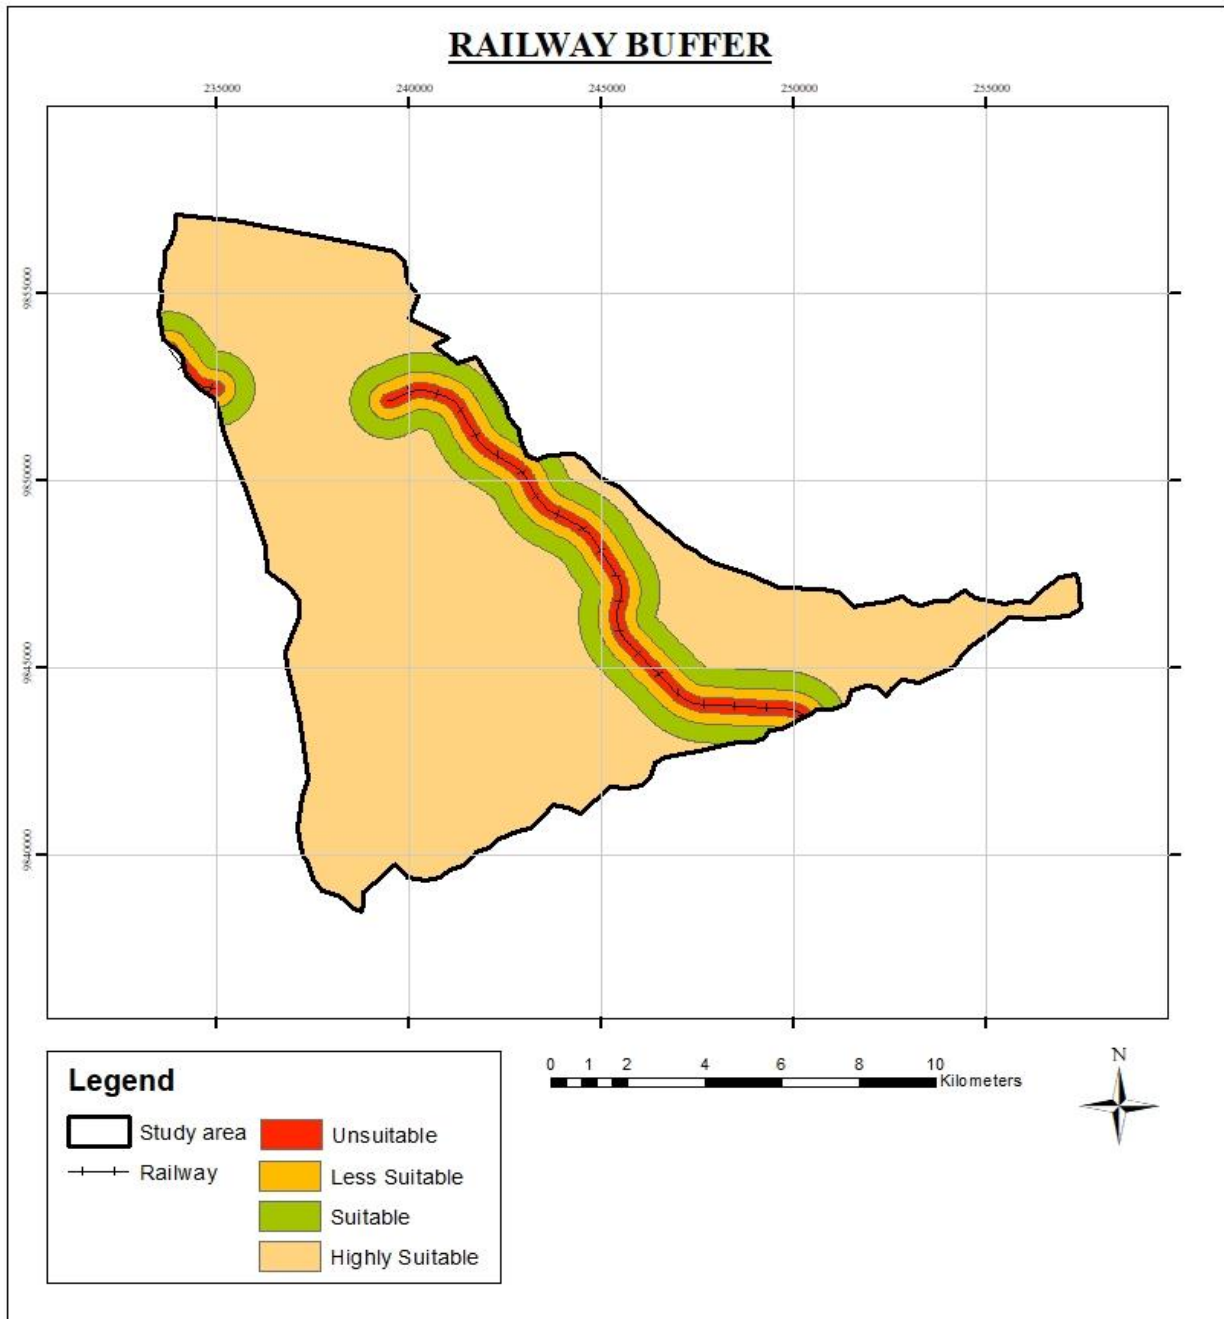 RAILWAY BUFFER
235000 240000 245000 250000 255000
9855000
9850000
9845000
9840000
Legend
Study area
Railway
Unsuitable
Less Suitable
Suitable
Highly Suitable
0 1 2 4 6 8 10
Kilometers
N